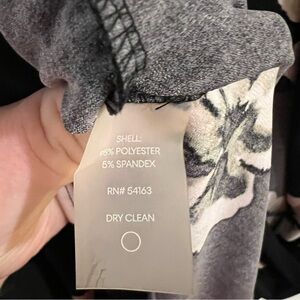 SHELL:
95% POLYESTER
5% SPANDEX
RN# 54163
DRY CLEAN